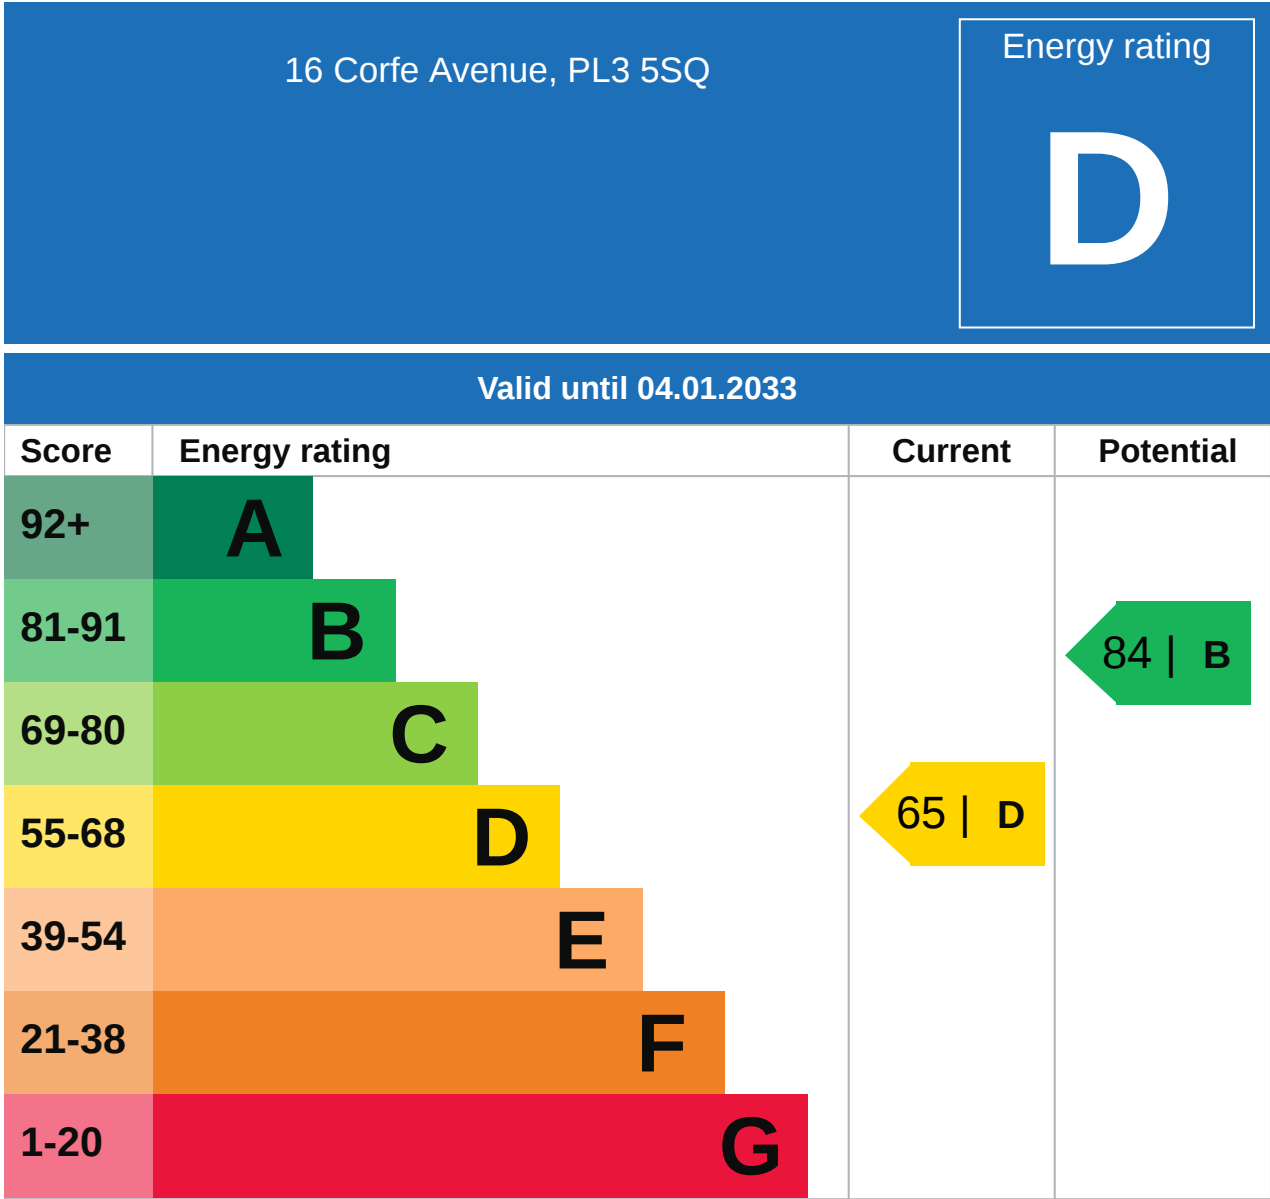 16 Corfe Avenue, PL3 5SQ
Energy rating
D
Valid until 04.01.2033
Score Energy rating Current Potential
92+ A
81-91 B
84 | B
69-80 C
55-68 D
65 | D
39-54 E
21-38 F
1-20 G